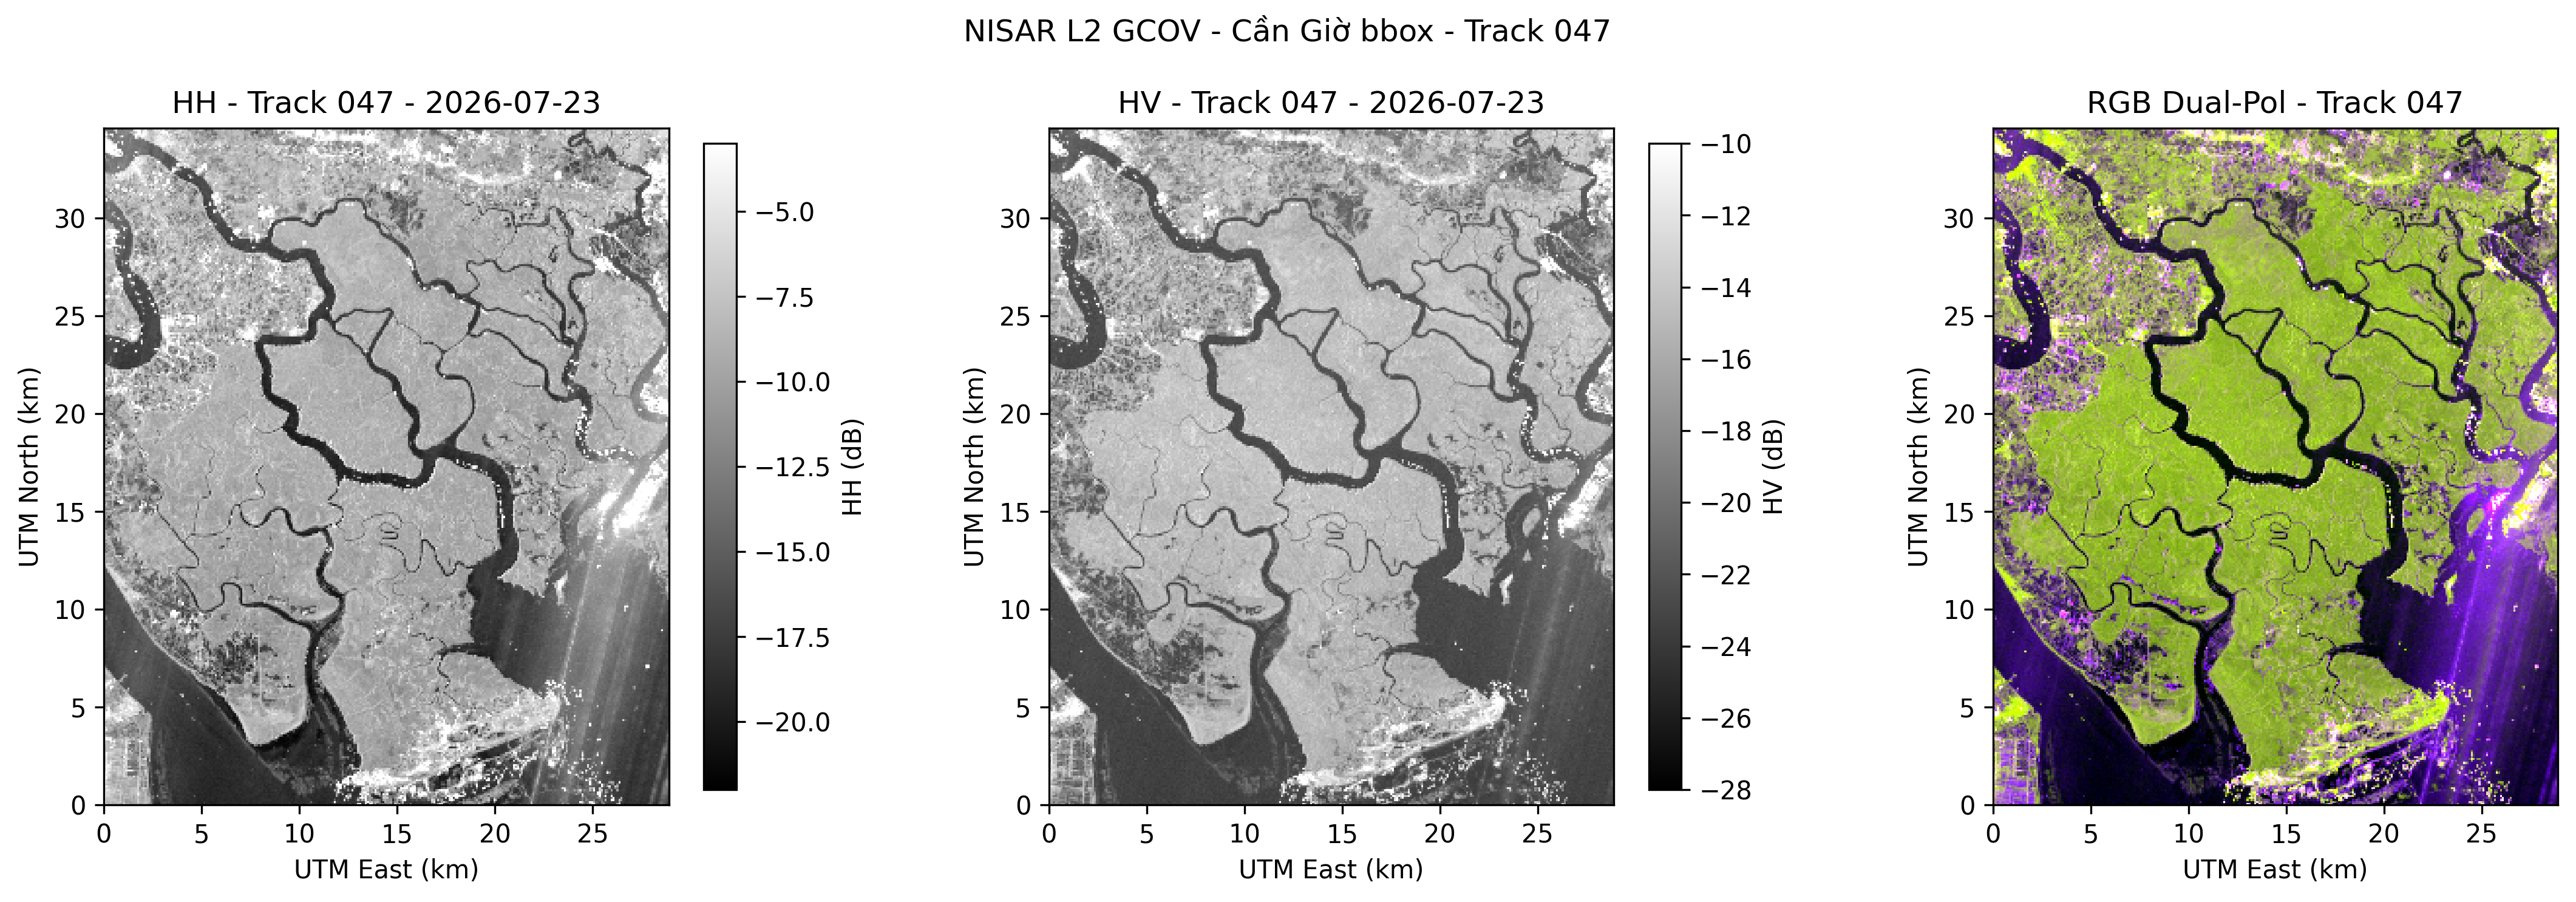 NISAR L2 GCOV - Cần Giờ bbox - Track 047
HH - Track 047 - 2026-07-23
30
25
20
15
10
5
0
UTM North (km)
0 5 10 15 20 25
UTM East (km)
−5.0
−7.5
−10.0
−12.5
−15.0
−17.5
−20.0
HH (dB)
HV - Track 047 - 2026-07-23
30
25
20
15
10
5
0
UTM North (km)
0 5 10 15 20 25
UTM East (km)
−10
−12
−14
−16
−18
−20
−22
−24
−26
−28
HV (dB)
RGB Dual-Pol - Track 047
30
25
20
15
10
5
0
UTM North (km)
0 5 10 15 20 25
UTM East (km)